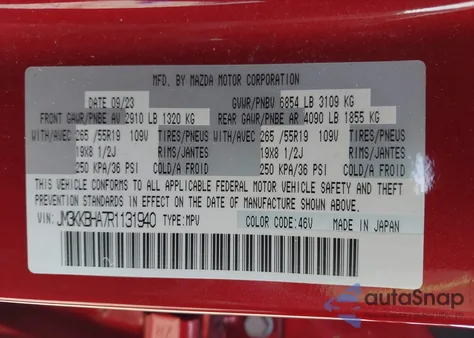 MFD. BY MAZDA MOTOR CORPORATION
DATE 09/23 GVWR/PNBV 6854 LB 3109 KG
FRONT GAWR/PNBE AV 2910 LB 1320 KG REAR GAWR/PNBE AR 4090 LB 1855 KG
WITH/AVEC 265 /55R19 109V TIRES/PNEUS WITH/AVEC 265 /55R19 109V TIRES/PNEUS
19X8 1/2J RIMS/JANTES 19X8 1/2J RIMS/JANTES
250 KPA/36 PSI COLD/A FROID 250 KPA/36 PSI COLD/A FROID
THIS VEHICLE CONFORMS TO ALL APPLICABLE FEDERAL MOTOR VEHICLE SAFETY AND THEFT
PREVENTION STANDARDS IN EFFECT ON THE DATE OF MANUFACTURE SHOWN ABOVE.
VIN: JM3KK3HA7R1131940 TYPE:MPV COLOR CODE:46V MADE IN JAPAN
autoSnap